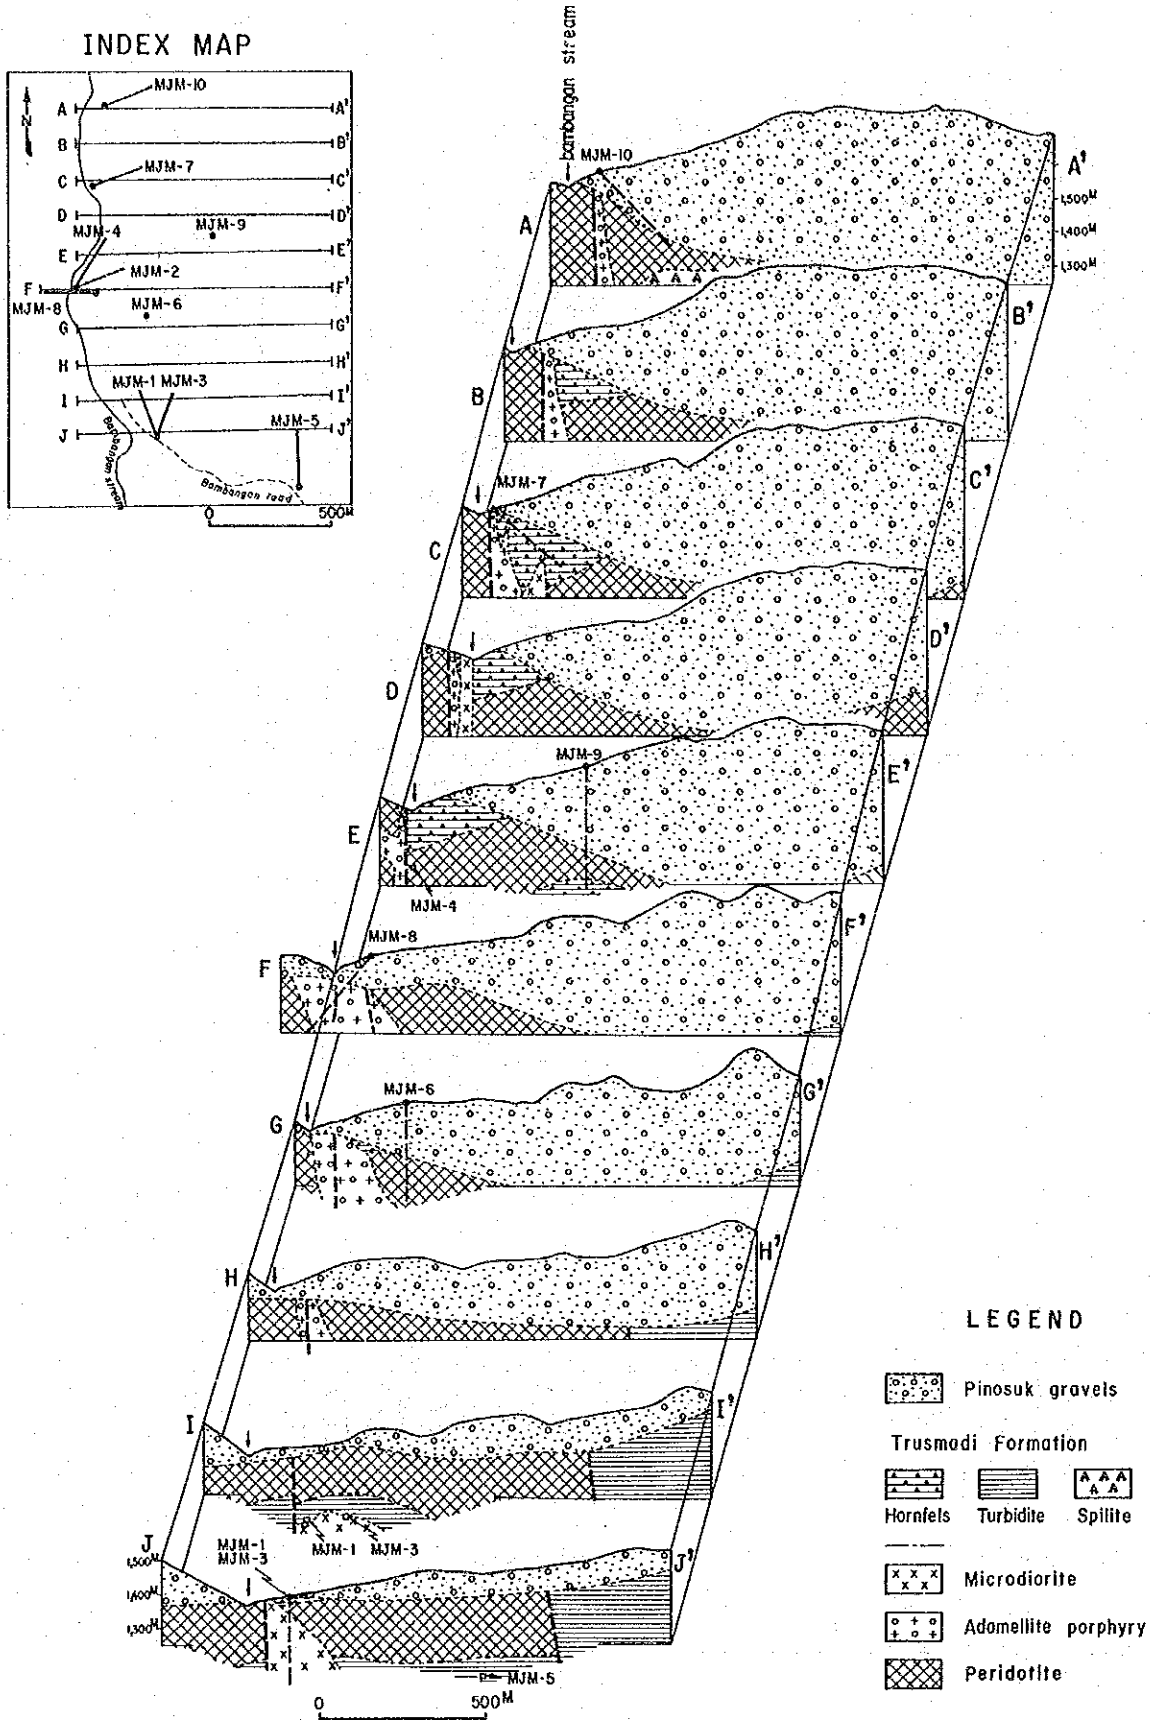 INDEX MAP
N
A
A'
MJM-10
B
B'
C
C'
MJM-7
D
D'
MJM-4
MJM-9
E
E'
MJM-2
F
F'
MJM-8
MJM-6
G
G'
H
H'
MJM-1 MJM-3
I
I'
MJM-5
J
J'
Bambangan stream
Bambangan road
0 500M
bambangan stream
MJM-10
A
A'
1,500M
1,400M
1,300M
B
B'
MJM-7
C
C'
D
D'
MJM-9
E
E'
MJM-4
MJM-8
F
F'
MJM-6
G
G'
H
H'
I
I'
MJM-1 MJM-3
J
J'
1,500M
1,400M
1,300M
MJM-1
MJM-3
MJM-5
0 500M
LEGEND
Pinosuk gravels
Trusmadi Formation
Hornfels Turbidite Spilite
Microdiorite
Adamellite porphyry
Peridotite